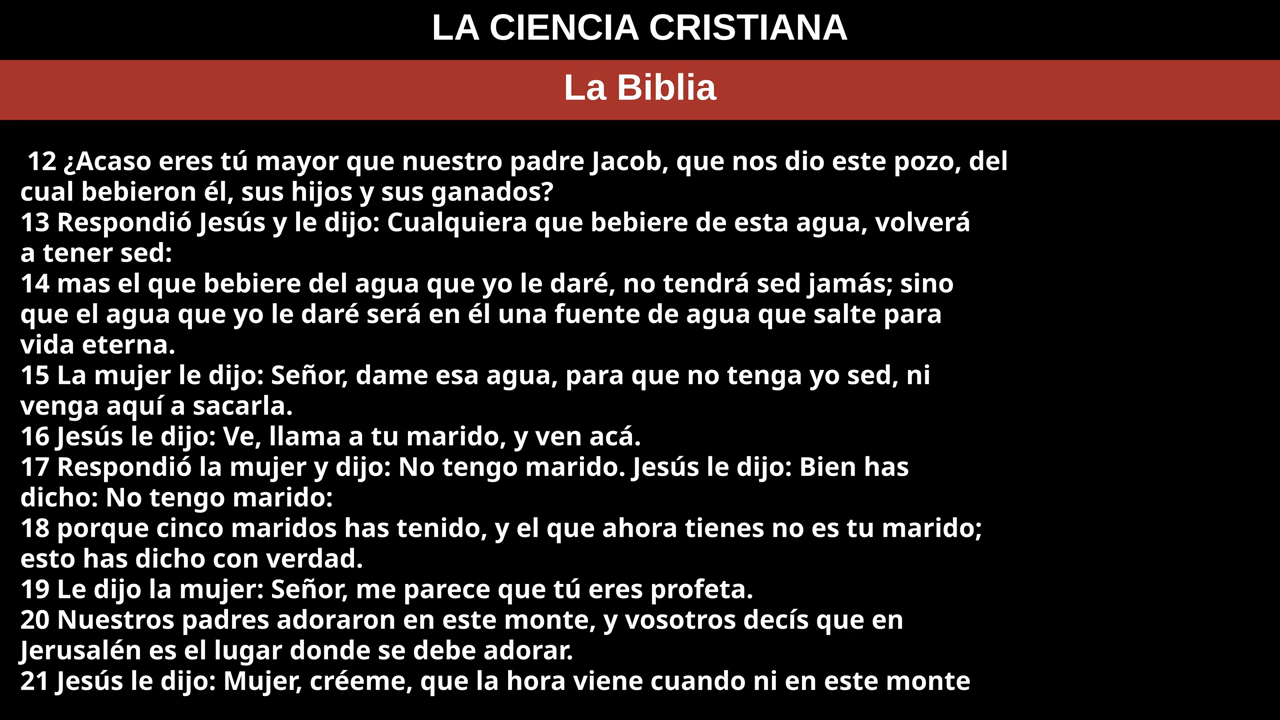 LA CIENCIA CRISTIANA
La Biblia
12 ¿Acaso eres tú mayor que nuestro padre Jacob, que nos dio este pozo, del
cual bebieron él, sus hijos y sus ganados?
13 Respondió Jesús y le dijo: Cualquiera que bebiere de esta agua, volverá
a tener sed:
14 mas el que bebiere del agua que yo le daré, no tendrá sed jamás; sino
que el agua que yo le daré será en él una fuente de agua que salte para
vida eterna.
15 La mujer le dijo: Señor, dame esa agua, para que no tenga yo sed, ni
venga aquí a sacarla.
16 Jesús le dijo: Ve, llama a tu marido, y ven acá.
17 Respondió la mujer y dijo: No tengo marido. Jesús le dijo: Bien has
dicho: No tengo marido:
18 porque cinco maridos has tenido, y el que ahora tienes no es tu marido;
esto has dicho con verdad.
19 Le dijo la mujer: Señor, me parece que tú eres profeta.
20 Nuestros padres adoraron en este monte, y vosotros decís que en
Jerusalén es el lugar donde se debe adorar.
21 Jesús le dijo: Mujer, créeme, que la hora viene cuando ni en este monte